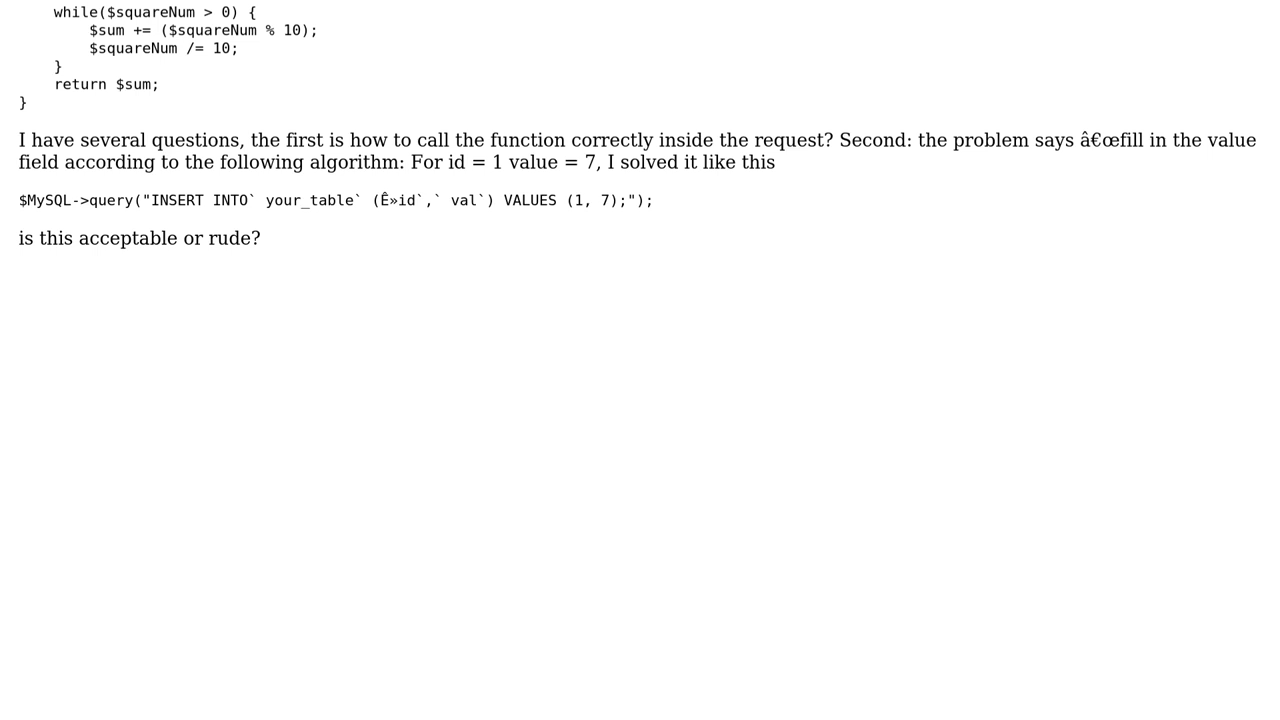 while($squareNum > 0) {
$sum += ($squareNum % 10);
$squareNum /= 10;
}
return $sum;
}
I have several questions, the first is how to call the function correctly inside the request? Second: the problem says â€œfill in the value
field according to the following algorithm: For id = 1 value = 7, I solved it like this
$MySQL->query("INSERT INTO` your_table` (Ê»id`,` val`) VALUES (1, 7);");
is this acceptable or rude?